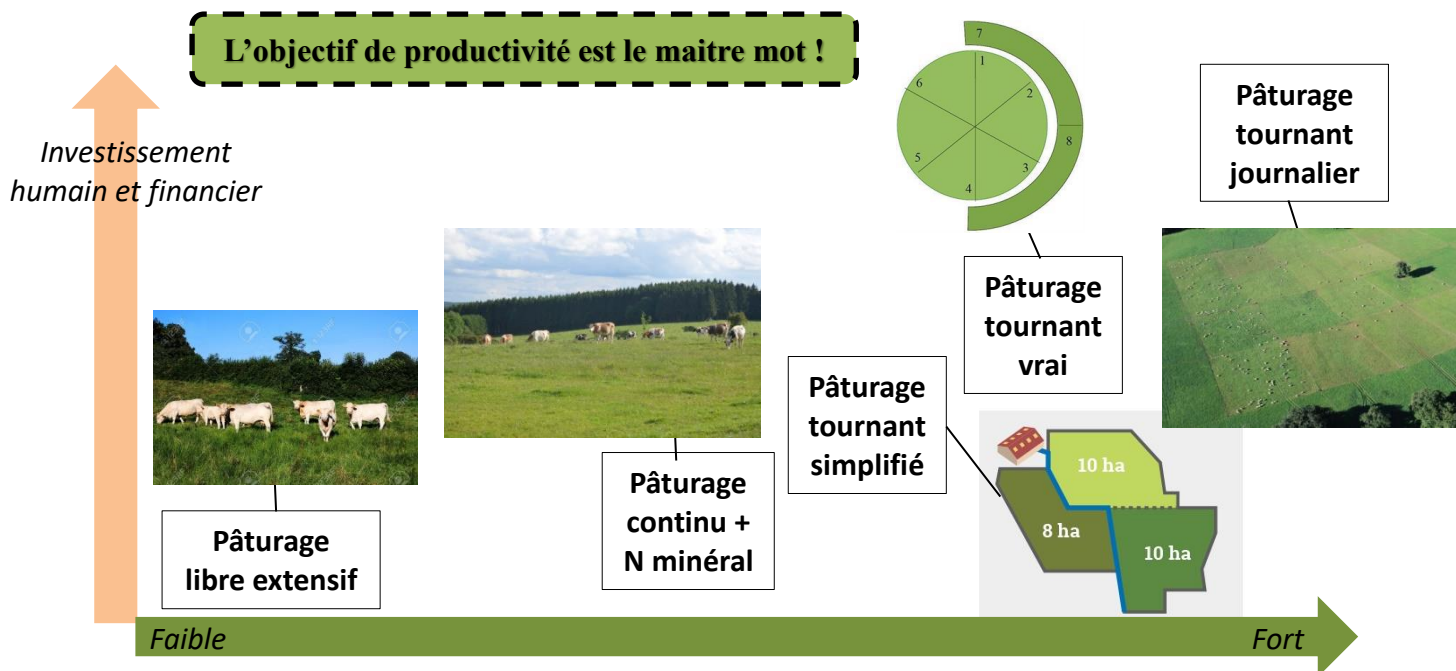 L'objectif de productivité est le maitre mot !
Investissement
humain et financier
7
1
6
2
5
3
8
4
Pâturage
tournant
journalier
Pâturage
tournant
vrai
Pâturage
tournant
simplifié
10 ha
8 ha
10 ha
Pâturage
continu +
N minéral
Pâturage
libre extensif
Faible
Fort